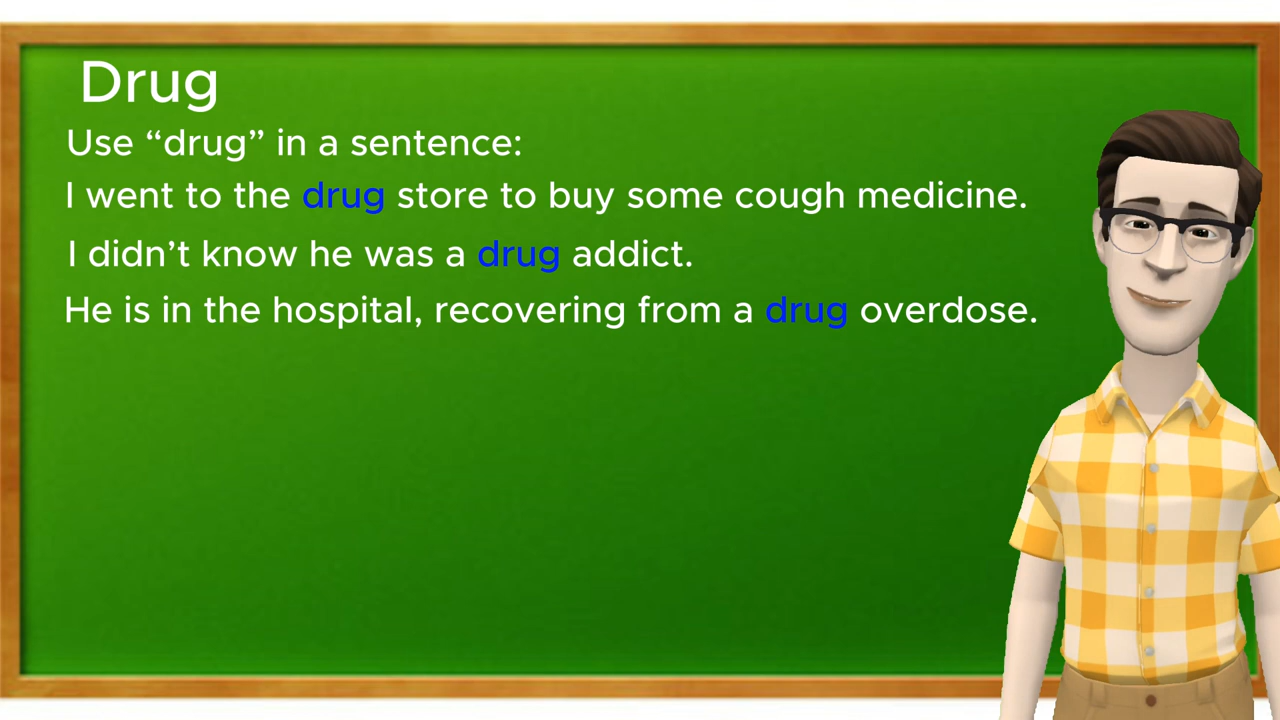 Drug
Use “drug” in a sentence:
I went to the drug store to buy some cough medicine.
I didn’t know he was a drug addict.
He is in the hospital, recovering from a drug overdose.